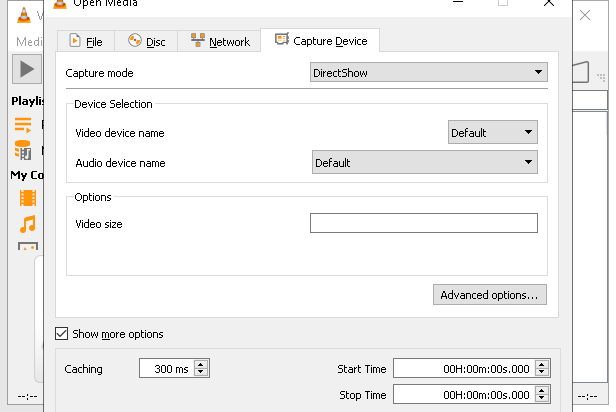 Open Media
Medi
File
Disc
Network
Capture Device
Capture mode
DirectShow
Playlis
Device Selection
Video device name
Default
Audio device name
Default
My Co
Options
Video size
Advanced options...
Show more options
Caching
300 ms
Start Time
00H:00m:00s.000
Stop Time
00H:00m:00s.000
--:--
--:--